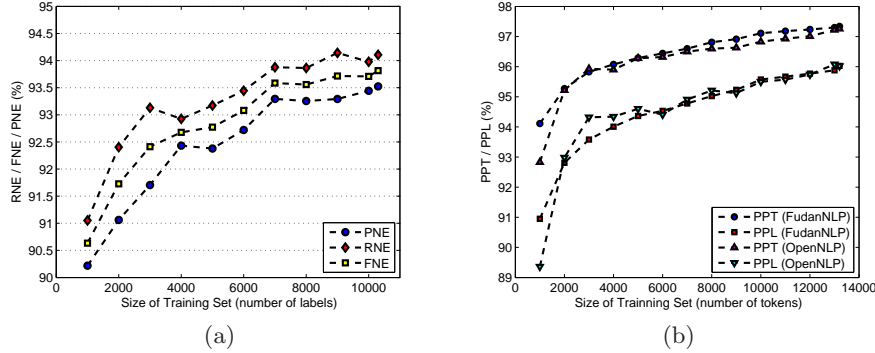 95
94.5
94
93.5
93
92.5
92
91.5
91
90.5
90
RNE / FNE / PNE (%)
0 2000 4000 6000 8000 10000
Size of Training Set (number of labels)
PNE
RNE
FNE
(a)
98
97
96
95
94
93
92
91
90
89
PPT / PPL (%)
0 2000 4000 6000 8000 10000 12000 14000
Size of Tranning Set (number of tokens)
PPT (FudanNLP)
PPL (FudanNLP)
PPT (OpenNLP)
PPL (OpenNLP)
(b)